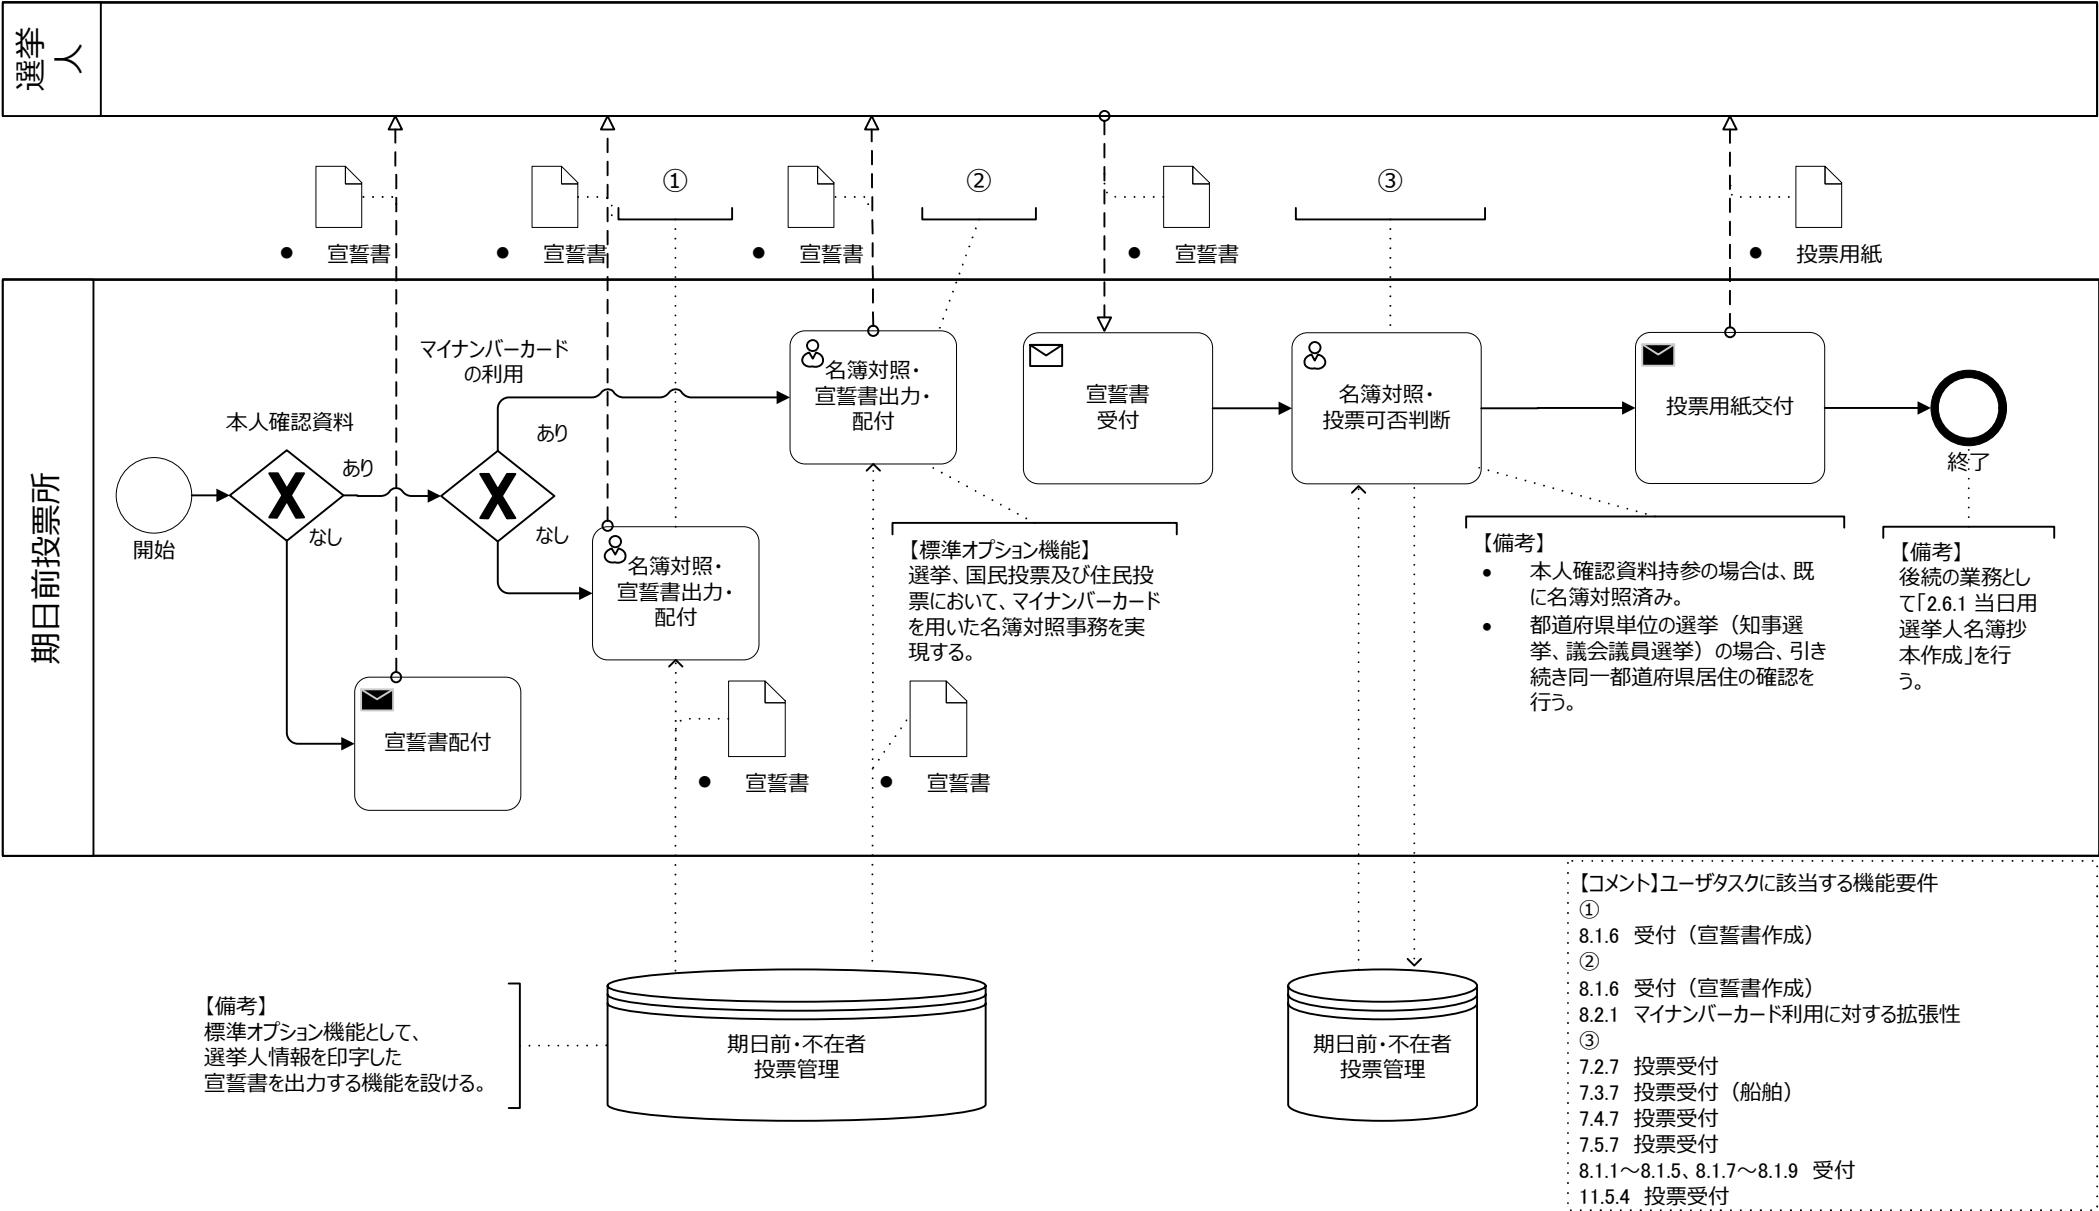 選挙
人
①
②
③
● 宣誓書
● 宣誓書
● 宣誓書
● 宣誓書
● 投票用紙
期日前投票所
開始
本人確認資料
あり
なし
マイナンバーカード
の利用
あり
なし
宣誓書配付
名簿対照・
宣誓書出力・
配付
名簿対照・
宣誓書出力・
配付
宣誓書
受付
名簿対照・
投票可否判断
投票用紙交付
終了
【標準オプション機能】
選挙、国民投票及び住民投
票において、マイナンバーカード
を用いた名簿対照事務を実
現する。
【備考】
● 本人確認資料持参の場合は、既
に名簿対照済み。
● 都道府県単位の選挙（知事選
挙、議会議員選挙）の場合、引き
続き同一都道府県居住の確認を
行う。
【備考】
後続の業務とし
て「2.6.1 当日用
選挙人名簿抄
本作成」を行
う。
● 宣誓書
● 宣誓書
【備考】
標準オプション機能として、
選挙人情報を印字した
宣誓書を出力する機能を設ける。
期日前・不在者
投票管理
期日前・不在者
投票管理
【コメント】ユーザタスクに該当する機能要件
①
8.1.6 受付（宣誓書作成）
②
8.1.6 受付（宣誓書作成）
8.2.1 マイナンバーカード利用に対する拡張性
③
7.2.7 投票受付
7.3.7 投票受付（船舶）
7.4.7 投票受付
7.5.7 投票受付
8.1.1～8.1.5、8.1.7～8.1.9 受付
11.5.4 投票受付